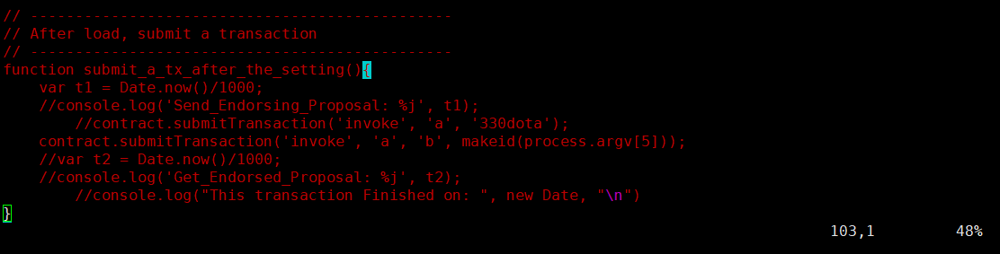 // -----------------------------------------------
// After load, submit a transaction
// -----------------------------------------------
function submit_a_tx_after_the_setting(){
    var t1 = Date.now()/1000;
    //console.log('Send_Endorsing_Proposal: %j', t1);
        //contract.submitTransaction('invoke', 'a', '330dota');
    contract.submitTransaction('invoke', 'a', 'b', makeid(process.argv[5]));
    //var t2 = Date.now()/1000;
    //console.log('Get_Endorsed_Proposal: %j', t2);
        //console.log("This transaction Finished on: ", new Date, "\n")
}
103,1 48%